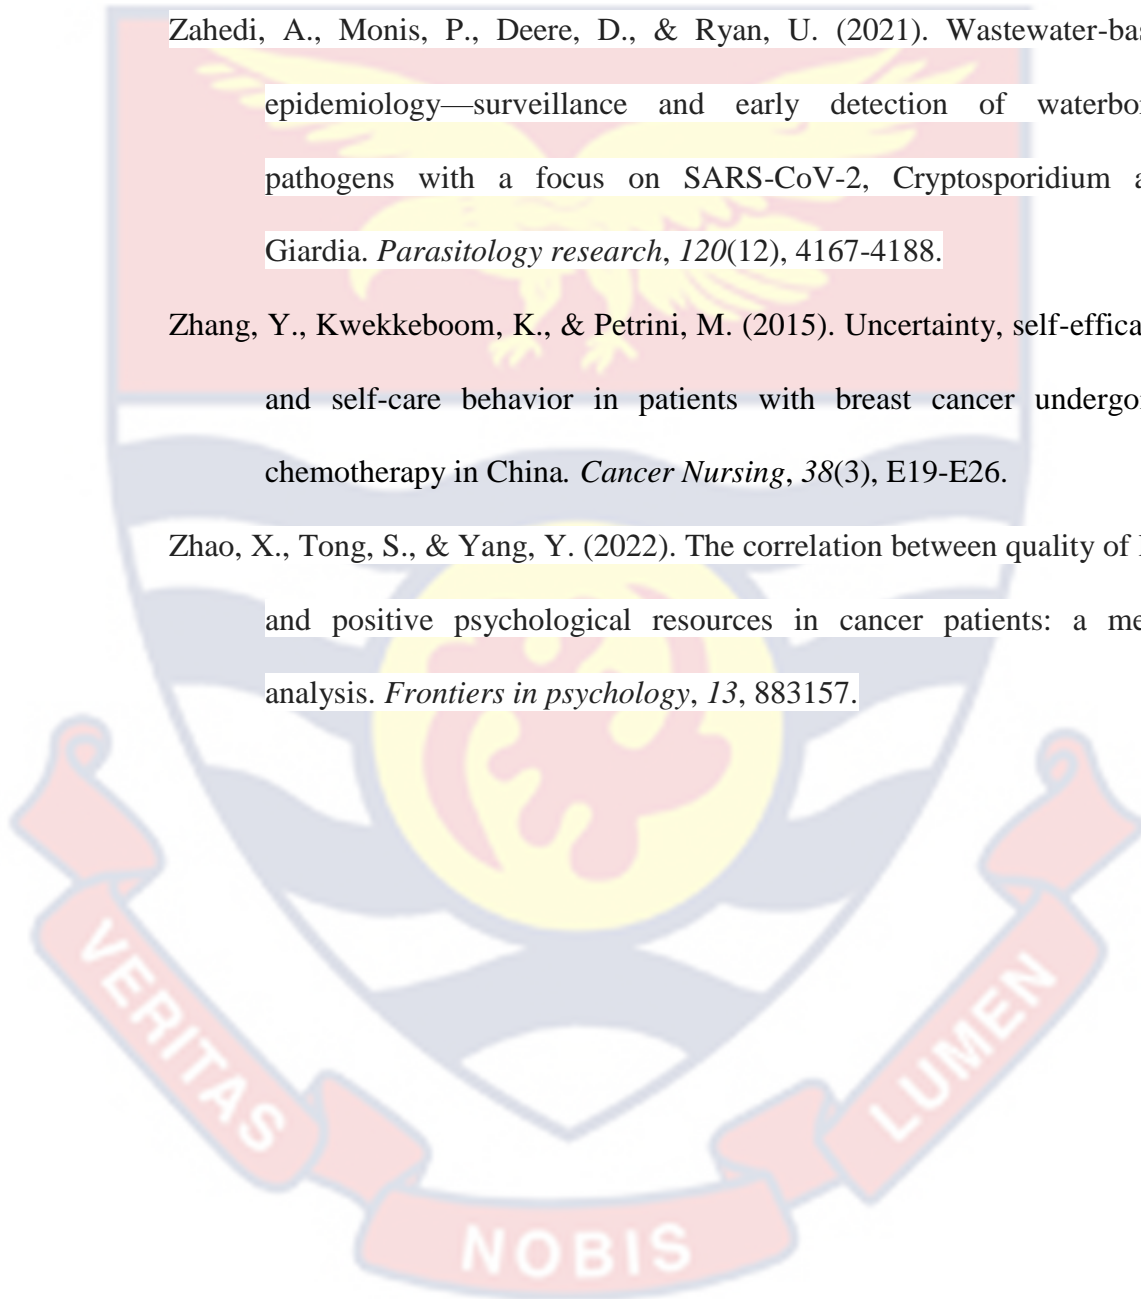 Zahedi, A., Monis, P., Deere, D., & Ryan, U. (2021). Wastewater-bas
epidemiology—surveillance and early detection of waterbor
pathogens with a focus on SARS-CoV-2, Cryptosporidium a
Giardia. Parasitology research, 120(12), 4167-4188.
Zhang, Y., Kwekkeboom, K., & Petrini, M. (2015). Uncertainty, self-effica
and self-care behavior in patients with breast cancer undergoi
chemotherapy in China. Cancer Nursing, 38(3), E19-E26.
Zhao, X., Tong, S., & Yang, Y. (2022). The correlation between quality of l
and positive psychological resources in cancer patients: a me
analysis. Frontiers in psychology, 13, 883157.
VERITAS
NOBIS
LUMEN